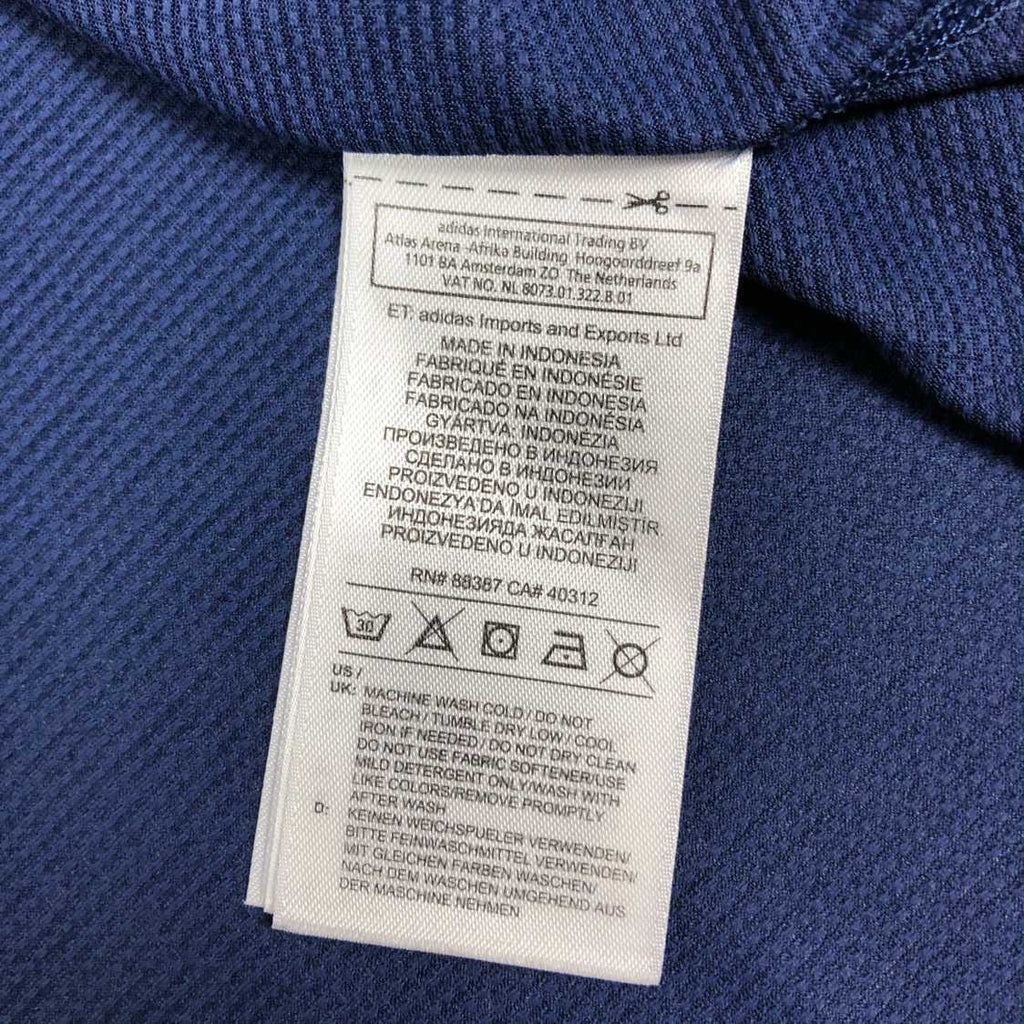 adidas International Trading BV
Atlas Arena -Afrika Building Hoogoorddreef 9a
1101 BA Amsterdam ZO The Netherlands
VAT NO. NL 8073.01.322.B.01
ET: adidas Imports and Exports Ltd
MADE IN INDONESIA
FABRIQUÉ EN INDONÉSIE
FABRICADO EN INDONESIA
FABRICADO NA INDONÉSIA
GYÁRTVA: INDONÉZIA
ПРОИЗВЕДЕНО В ИНДОНЕЗИЯ
СДЕЛАНО В ИНДОНЕЗИИ
PROIZVEDENO U INDONEZIJI
ENDONEZYA'DA İMAL EDİLMİŞTİR
ИНДОНЕЗИЯДА ЖАСАЛҒАН
PROIZVEDENO U INDONEZIJI
RN# 88387 CA# 40312
30
US /
UK: MACHINE WASH COLD / DO NOT
BLEACH / TUMBLE DRY LOW / COOL
IRON IF NEEDED / DO NOT DRY CLEAN
DO NOT USE FABRIC SOFTENER/USE
MILD DETERGENT ONLY/WASH WITH
LIKE COLORS/REMOVE PROMPTLY
AFTER WASH
D: KEINEN WEICHSPUELER VERWENDEN/
BITTE FEINWASCHMITTEL VERWENDEN/
MIT GLEICHEN FARBEN WASCHEN/
NACH DEM WASCHEN UMGEHEND AUS
DER MASCHINE NEHMEN